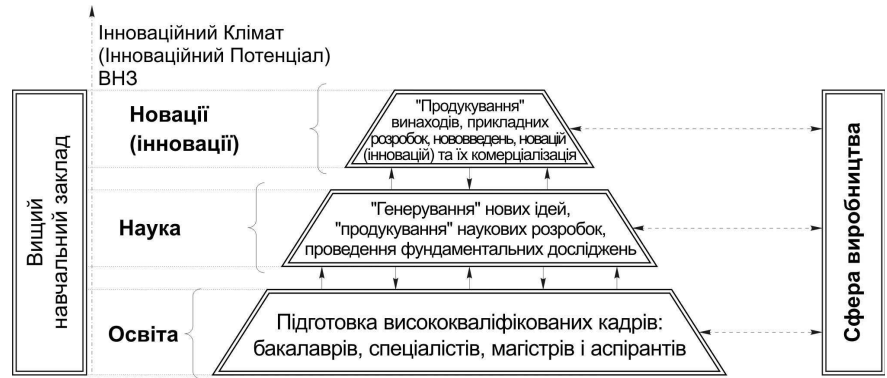 Інноваційний Клімат
(Інноваційний Потенціал)
ВНЗ
Вищий
навчальний заклад
Новації
(інновації)
"Продукування"
винаходів, прикладних
розробок, нововведень, новацій
(інновацій) та їх комерціалізація
Наука
"Генерування" нових ідей,
"продукування" наукових розробок,
проведення фундаментальних досліджень
Освіта
Підготовка висококваліфікованих кадрів:
бакалаврів, спеціалістів, магістрів і аспірантів
Сфера виробництва